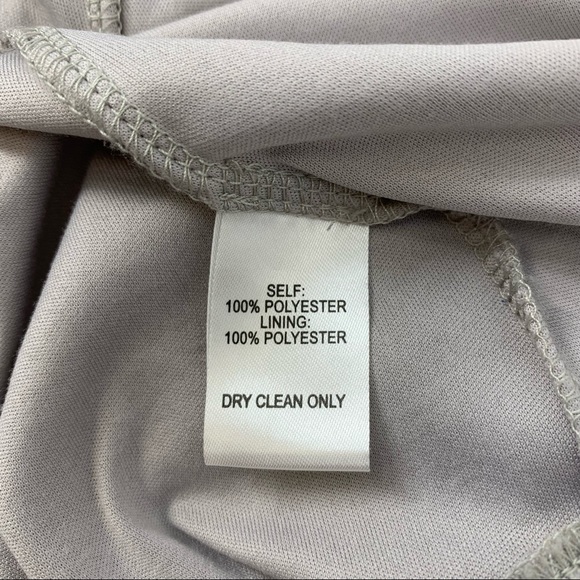 SELF:
100% POLYESTER
LINING:
100% POLYESTER
DRY CLEAN ONLY